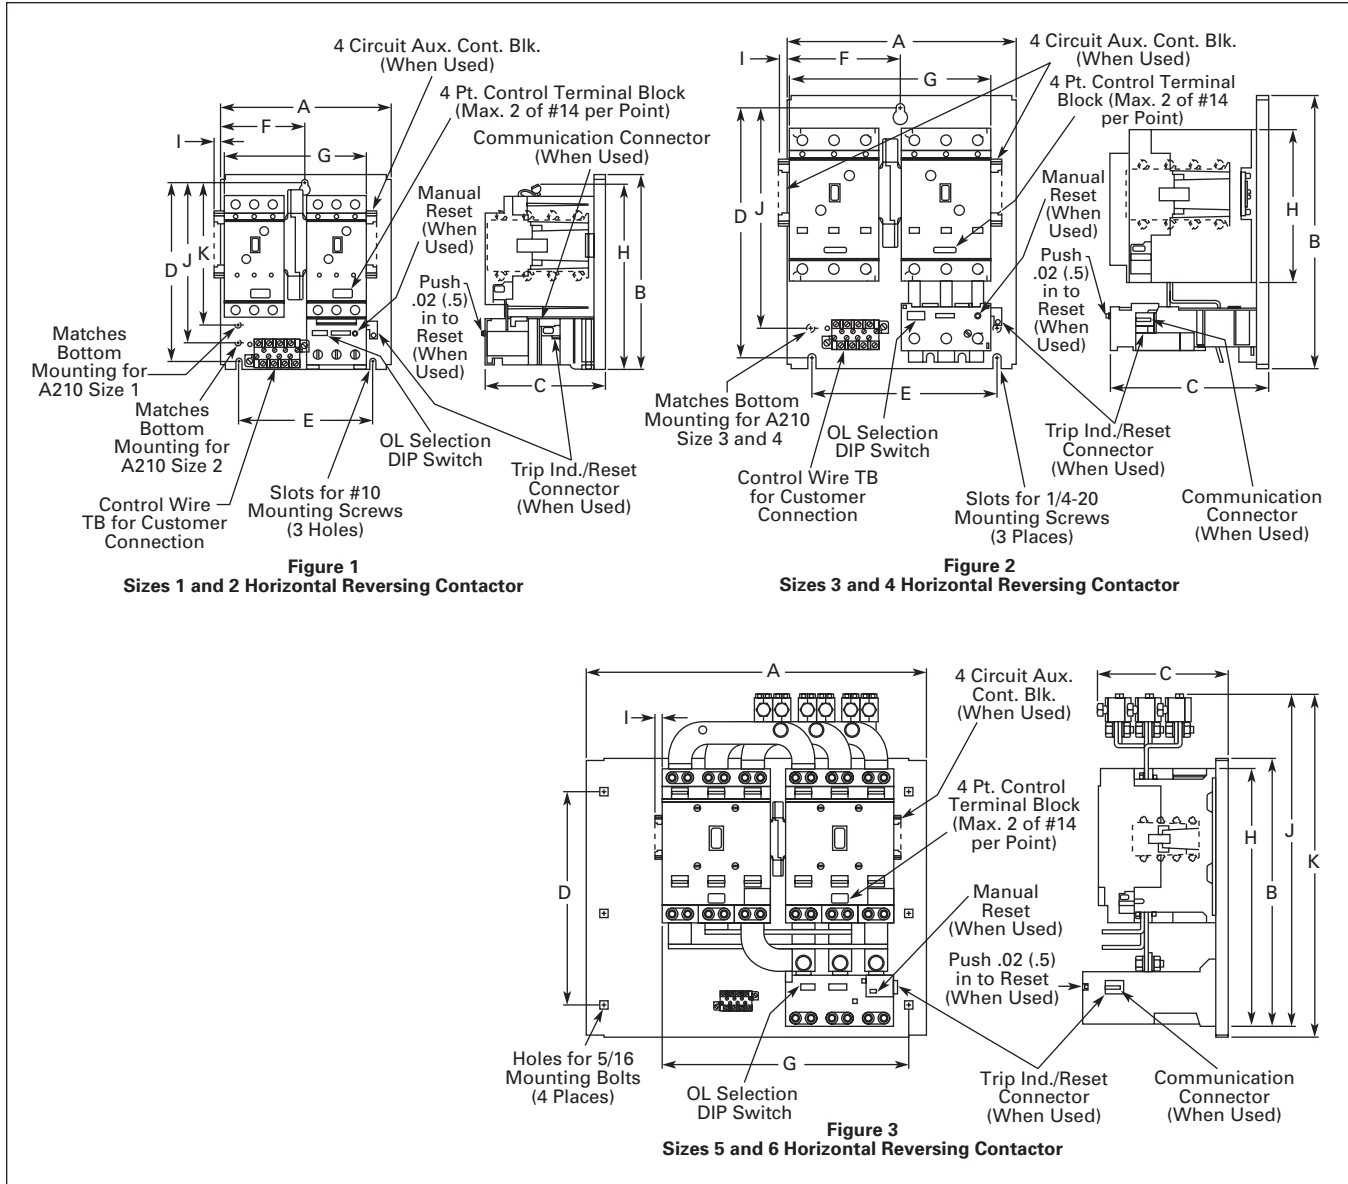 4 Circuit Aux. Cont. Blk.
(When Used)
4 Pt. Control Terminal Block
(Max. 2 of #14 per Point)
Communication Connector
(When Used)
Manual
Reset
(When
Used)
Push
.02 (.5)
in to
Reset
(When
Used)
A
F
G
I
D
J
K
E
H
B
C
Matches
Bottom
Mounting for
A210 Size 1
Matches
Bottom
Mounting for
A210 Size 2
Control Wire
TB for Customer
Connection
Slots for #10
Mounting Screws
(3 Holes)
OL Selection
DIP Switch
Trip Ind./Reset
Connector
(When Used)
Figure 1
Sizes 1 and 2 Horizontal Reversing Contactor
4 Circuit Aux. Cont. Blk.
(When Used)
4 Pt. Control Terminal
Block (Max. 2 of #14
per Point)
Manual
Reset
(When
Used)
Push
.02 (.5)
in to
Reset
(When
Used)
A
I
F
G
D
J
E
H
B
C
Matches Bottom
Mounting for A210
Size 3 and 4
OL Selection
DIP Switch
Control Wire TB
for Customer
Connection
Slots for 1/4-20
Mounting Screws
(3 Places)
Trip Ind./Reset
Connector
(When Used)
Communication
Connector
(When Used)
Figure 2
Sizes 3 and 4 Horizontal Reversing Contactor
A
I
D
G
C
H
B
J
K
4 Circuit Aux.
Cont. Blk.
(When Used)
4 Pt. Control
Terminal Block
(Max. 2 of #14
per Point)
Manual
Reset
(When Used)
Push .02 (.5)
in to Reset
(When Used)
Holes for 5/16
Mounting Bolts
(4 Places)
OL Selection
DIP Switch
Trip Ind./Reset
Connector
(When Used)
Communication
Connector
(When Used)
Figure 3
Sizes 5 and 6 Horizontal Reversing Contactor